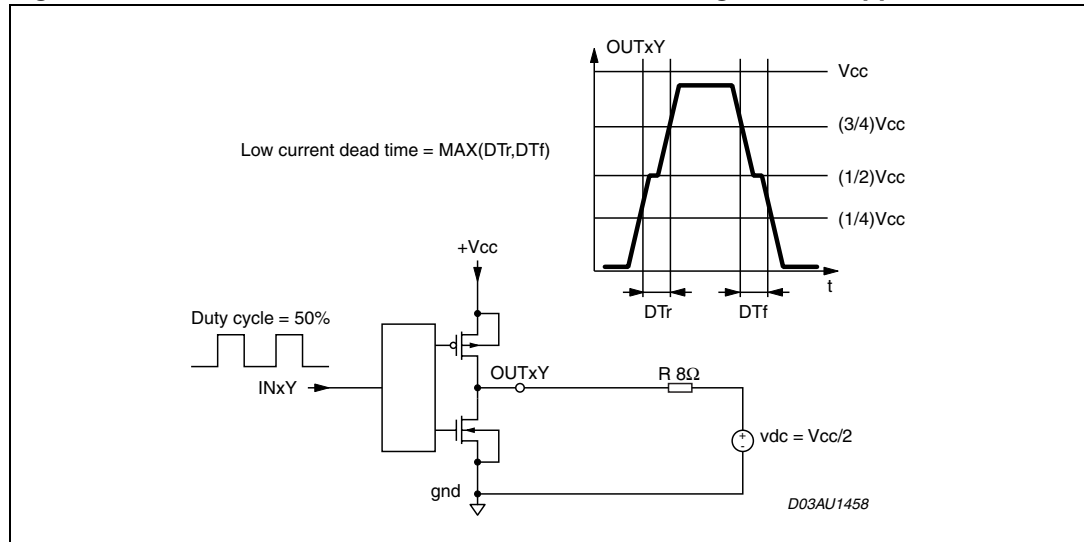 OUTxY
Vcc
(3/4)Vcc
Low current dead time = MAX(DTr,DTf)
(1/2)Vcc
(1/4)Vcc
+Vcc
t
DTr
DTf
Duty cycle = 50%
OUTxY
R 8Ω
INxY
+
-
vdc = Vcc/2
gnd
D03AU1458